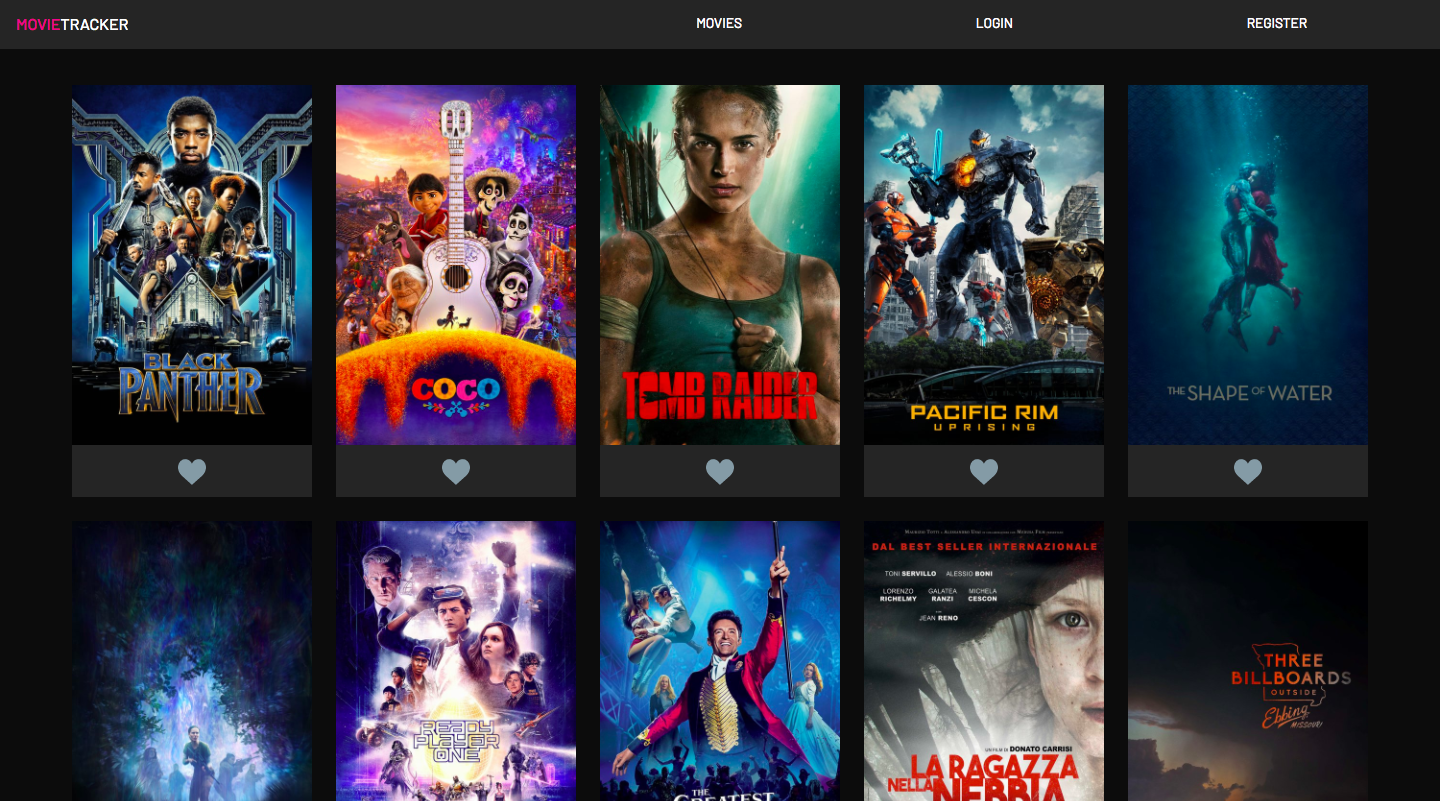 MOVIETRACKER
MOVIES
LOGIN
REGISTER
BLACK
PANTHER
COCO
TOMB RAIDER
PACIFIC RIM
UPRISING
THE SHAPE OF WATER
READY
PLAYER
ONE
THE
GREATEST
DAL BEST SELLER INTERNAZIONALE
TONI SERVILLO ALESSIO BONI
LORENZO GALATEA MICHELA
RICHELMY RANZI CESCON
JEAN RENO
UN FILM DI DONATO CARRISI
LA RAGAZZA
NELLA NEBBIA
THREE
BILLBOARDS
OUTSIDE
Ebbing
MISSOURI